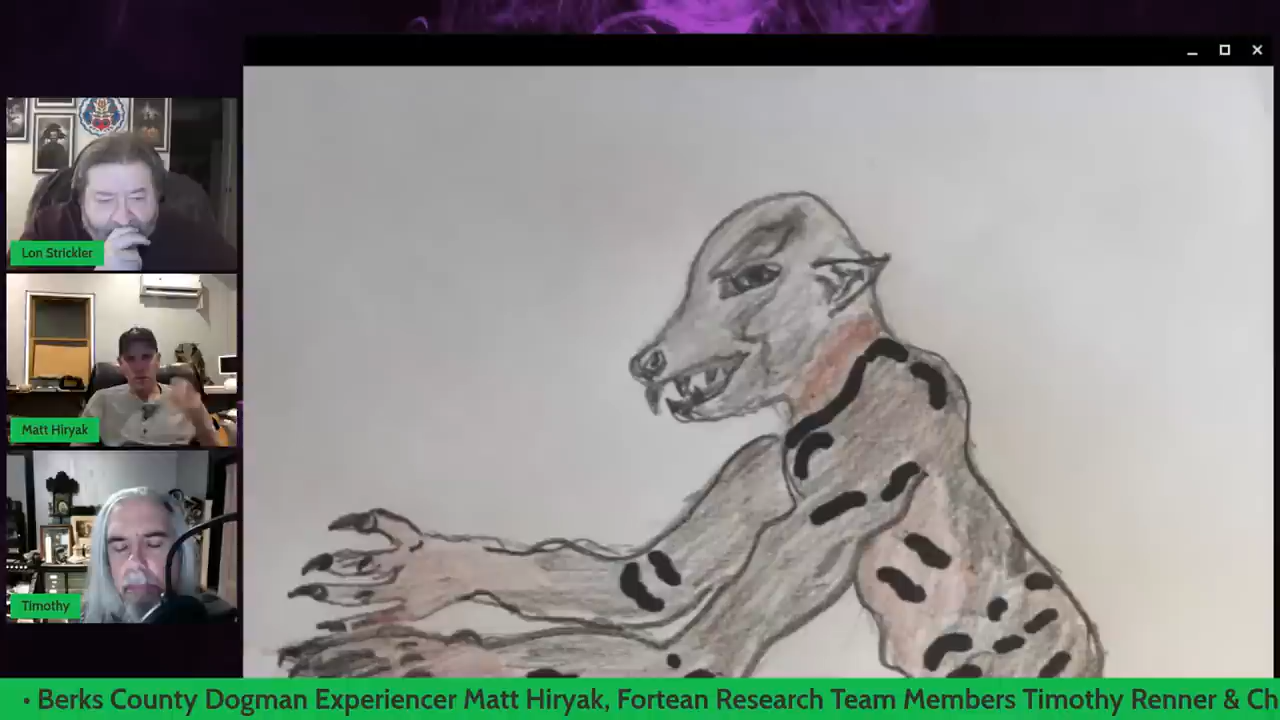 Lon Strickler
Matt Hiryak
Timothy
• Berks County Dogman Experiencer Matt Hiryak, Fortean Research Team Members Timothy Renner & Ch